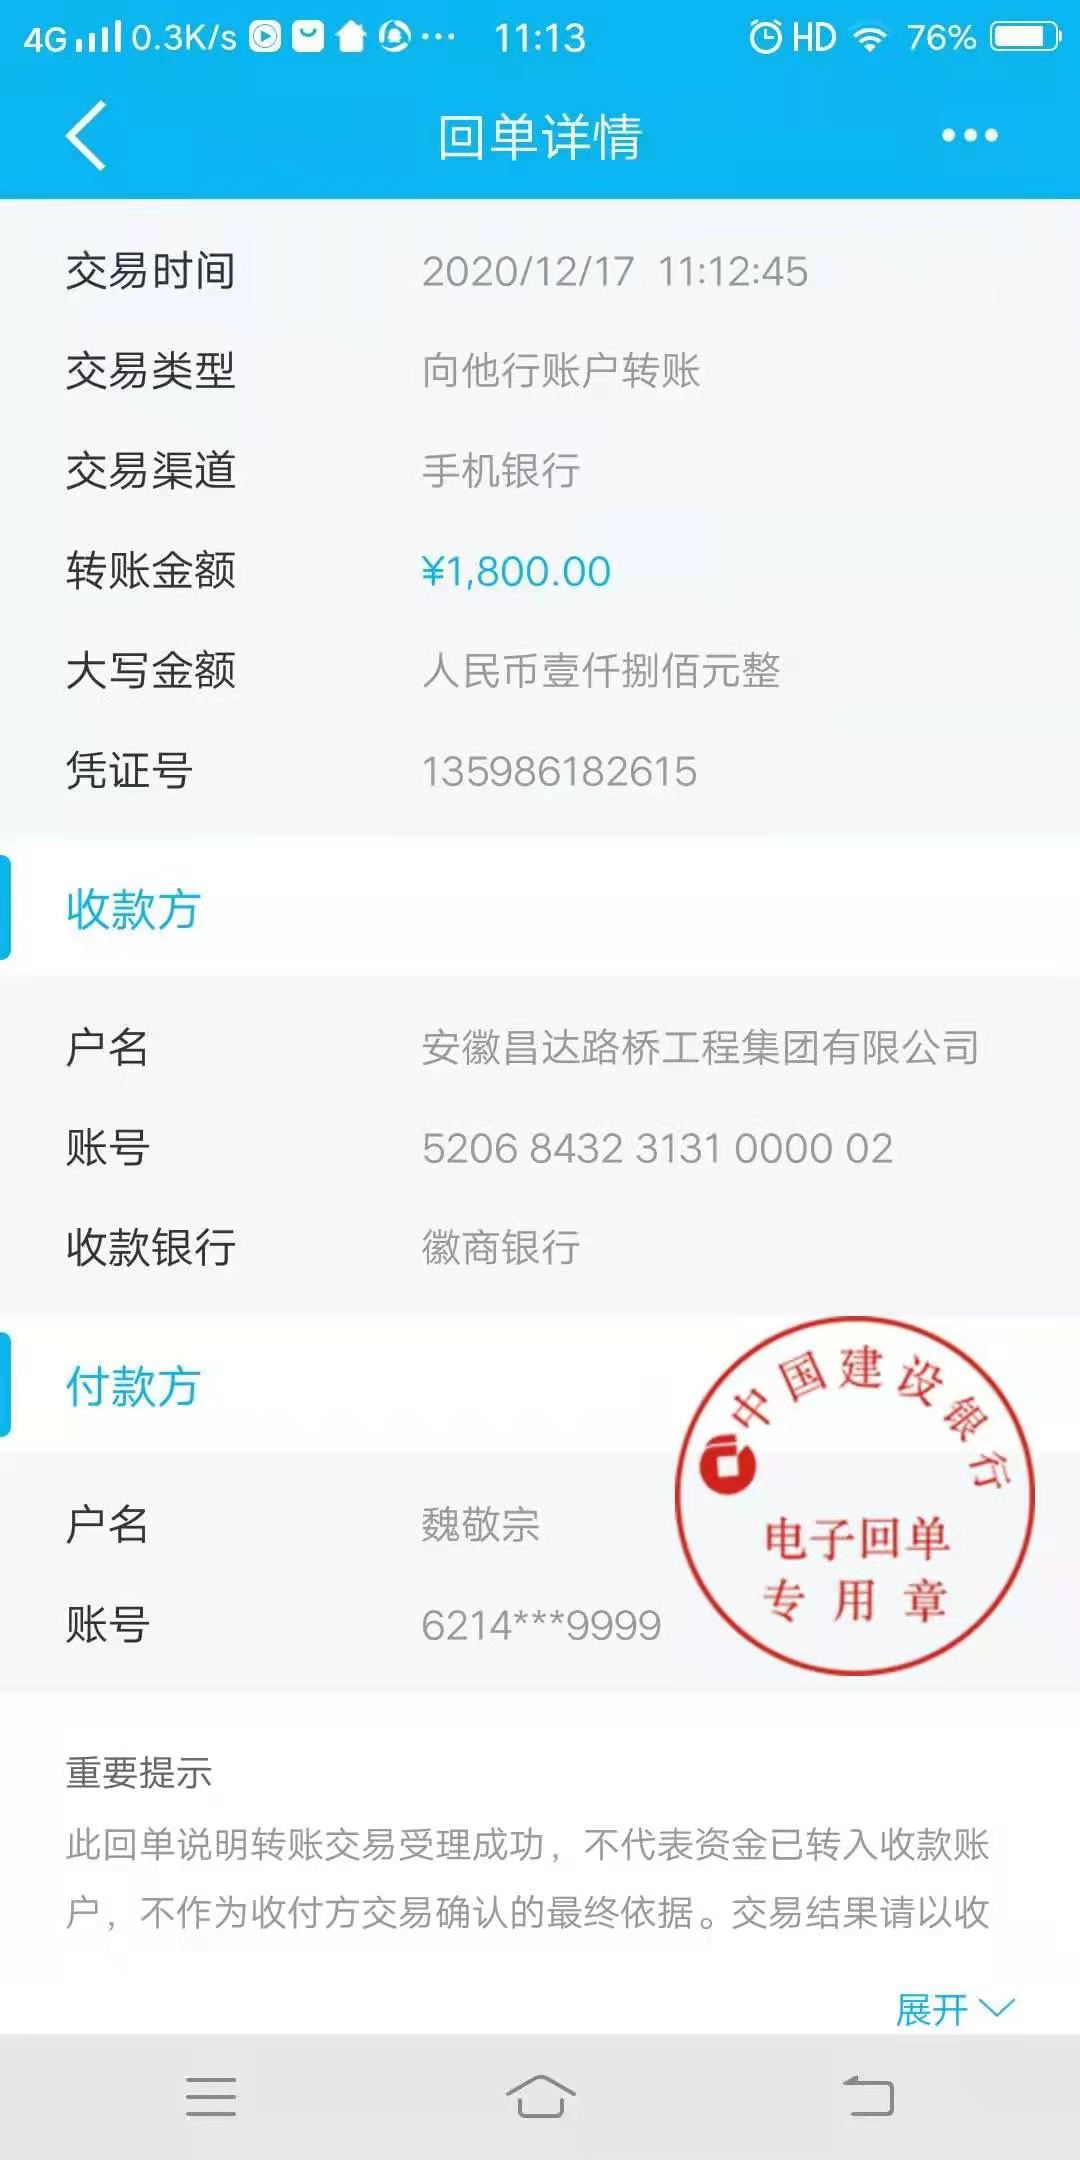 4G 0.3K/s ··· 11:13 HD 76%
回单详情
交易时间 2020/12/17 11:12:45
交易类型 向他行账户转账
交易渠道 手机银行
转账金额 ¥1,800.00
大写金额 人民币壹仟捌佰元整
凭证号 135986182615
收款方
户名 安徽昌达路桥工程集团有限公司
账号 5206 8432 3131 0000 02
收款银行 徽商银行
付款方
户名 魏敬宗
账号 6214***9999
中国建设银行
电子回单
专用章
重要提示
此回单说明转账交易受理成功，不代表资金已转入收款账
户，不作为收付方交易确认的最终依据。交易结果请以收
展开